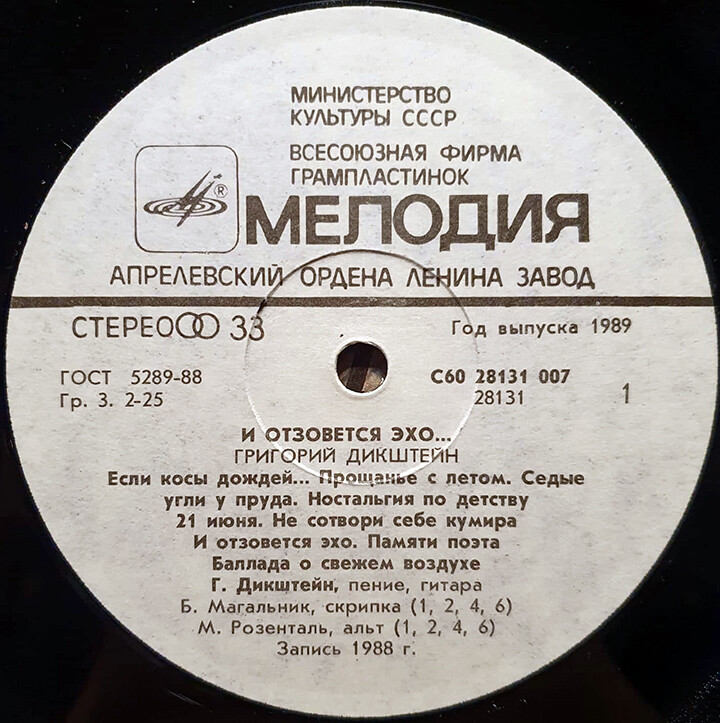 МИНИСТЕРСТВО
КУЛЬТУРЫ СССР
ВСЕСОЮЗНАЯ ФИРМА
ГРАМПЛАСТИНОК
®
МЕЛОДИЯ
АПРЕЛЕВСКИЙ ОРДЕНА ЛЕНИНА ЗАВОД
СТЕРЕО 33
Год выпуска 1989
ГОСТ 5289-88
Гр. 3. 2-25
С60 28131 007
28131
1
И ОТЗОВЕТСЯ ЭХО...
ГРИГОРИЙ ДИКШТЕЙН
Если косы дождей... Прощанье с летом. Седые
угли у пруда. Ностальгия по детству
21 июня. Не сотвори себе кумира
И отзовется эхо. Памяти поэта
Баллада о свежем воздухе
Г. Дикштейн, пение, гитара
Б. Магальник, скрипка (1, 2, 4, 6)
М. Розенталь, альт (1, 2, 4, 6)
Запись 1988 г.